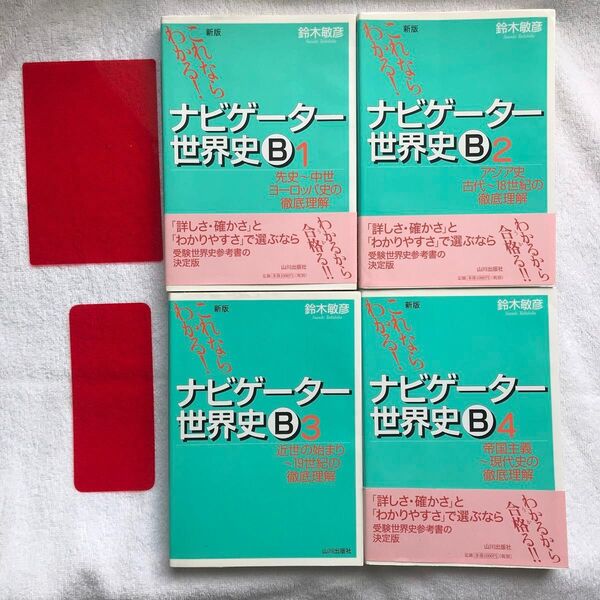 新版
これなら
わかる!
鈴木敏彦
ナビゲーター
世界史B1
先史~中世
ヨーロッパ史の
徹底理解
「詳しさ・確かさ」と
「わかりやすさ」で選ぶなら
受験世界史参考書の
決定版
わかるから
合格る!!
山川出版社
新版
これなら
わかる!
鈴木敏彦
ナビゲーター
世界史B2
アジア史
古代~18世紀の
徹底理解
「詳しさ・確かさ」と
「わかりやすさ」で選ぶなら
受験世界史参考書の
決定版
わかるから
合格る!!
山川出版社
新版
これなら
わかる!
鈴木敏彦
ナビゲーター
世界史B3
近世の始まり
~19世紀の
徹底理解
山川出版社
新版
これなら
わかる!
鈴木敏彦
ナビゲーター
世界史B4
帝国主義
~現代史の
徹底理解
「詳しさ・確かさ」と
「わかりやすさ」で選ぶなら
受験世界史参考書の
決定版
わかるから
合格る!!
山川出版社